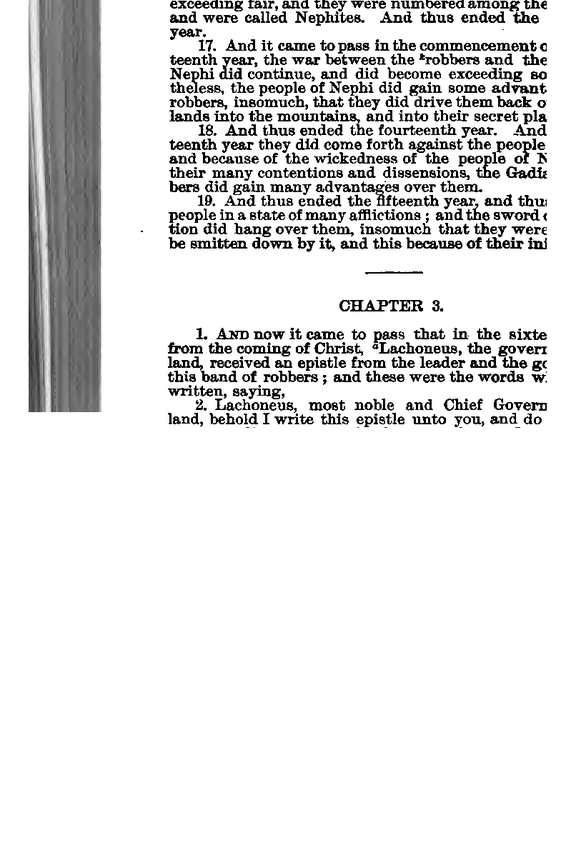 exceeding fair, and they were numbered among the
and were called Nephites. And thus ended the
year.
17. And it came to pass in the commencement o
teenth year, the war between the ᵏrobbers and the
Nephi did continue, and did become exceeding so
theless, the people of Nephi did gain some advant
robbers, insomuch, that they did drive them back o
lands into the mountains, and into their secret pla
18. And thus ended the fourteenth year. And
teenth year they did come forth against the people
and because of the wickedness of the people of N
their many contentions and dissensions, the Gadia
bers did gain many advantages over them.
19. And thus ended the fifteenth year, and thu
people in a state of many afflictions ; and the sword
tion did hang over them, insomuch that they were
be smitten down by it, and this because of their ini
CHAPTER 3.
1. AND now it came to pass that in the sixte
from the coming of Christ, ᵃLachoneus, the govern
land, received an epistle from the leader and the go
this band of robbers ; and these were the words w
written, saying,
2. Lachoneus, most noble and Chief Govern
land, behold I write this epistle unto you, and do